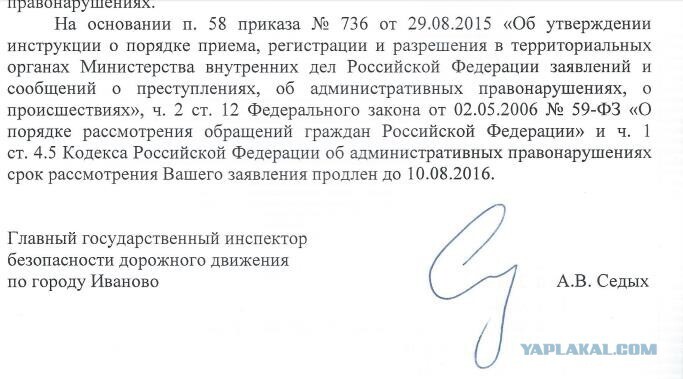 правонарушениях.
На основании п. 58 приказа № 736 от 29.08.2015 «Об утверждении
инструкции о порядке приема, регистрации и разрешения в территориальных
органах Министерства внутренних дел Российской Федерации заявлений и
сообщений о преступлениях, об административных правонарушениях, о
происшествиях», ч. 2 ст. 12 Федерального закона от 02.05.2006 № 59-ФЗ «О
порядке рассмотрения обращений граждан Российской Федерации» и ч. 1
ст. 4.5 Кодекса Российской Федерации об административных правонарушениях
срок рассмотрения Вашего заявления продлен до 10.08.2016.
Главный государственный инспектор
безопасности дорожного движения
по городу Иваново
А.В. Седых
YAPLAKAL.COM